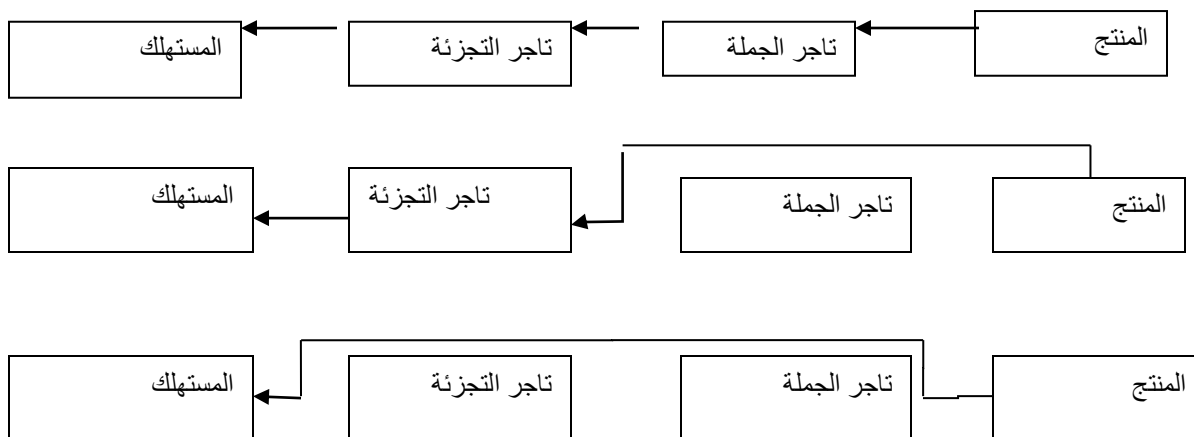 المنتج
تاجر الجملة
تاجر التجزئة
المستهلك
المنتج
تاجر الجملة
تاجر التجزئة
المستهلك
المنتج
تاجر الجملة
تاجر التجزئة
المستهلك